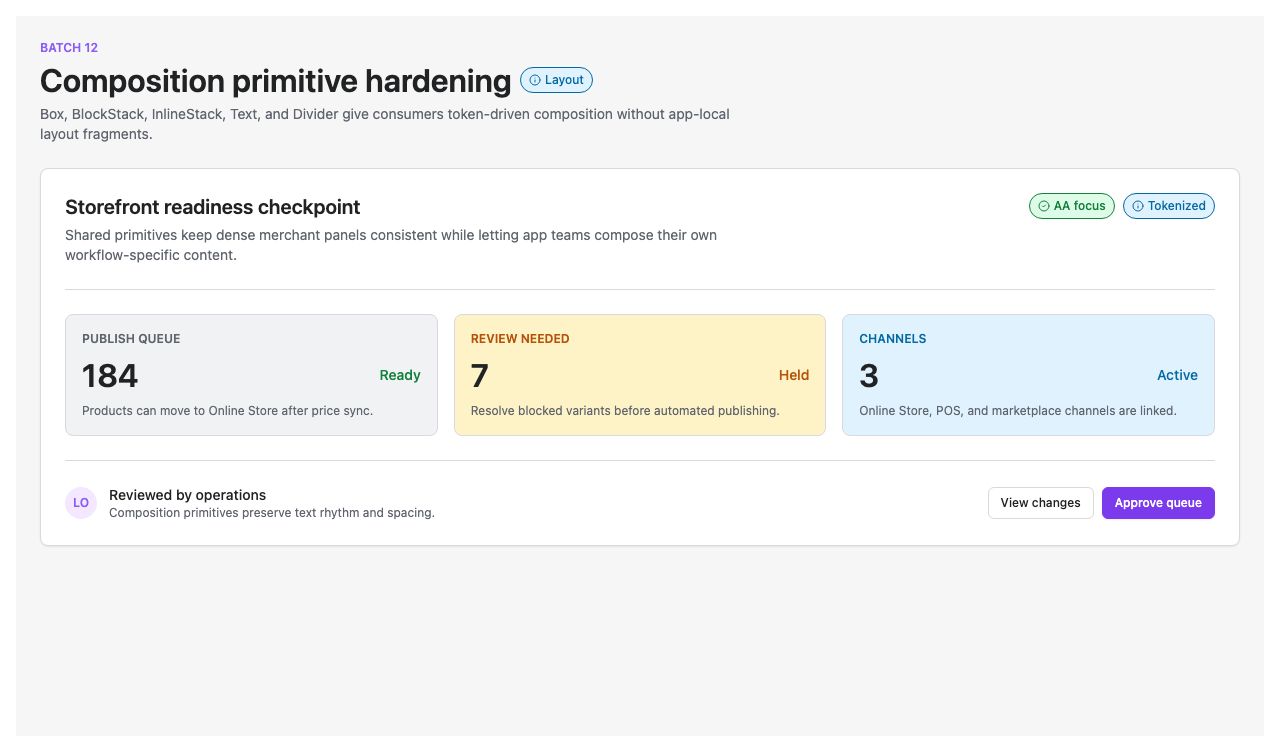 BATCH 12
Composition primitive hardening
Layout
Box, BlockStack, InlineStack, Text, and Divider give consumers token-driven composition without app-local
layout fragments.
Storefront readiness checkpoint
AA focus
Tokenized
Shared primitives keep dense merchant panels consistent while letting app teams compose their own
workflow-specific content.
PUBLISH QUEUE
184
Ready
Products can move to Online Store after price sync.
REVIEW NEEDED
7
Held
Resolve blocked variants before automated publishing.
CHANNELS
3
Active
Online Store, POS, and marketplace channels are linked.
LO
Reviewed by operations
Composition primitives preserve text rhythm and spacing.
View changes
Approve queue